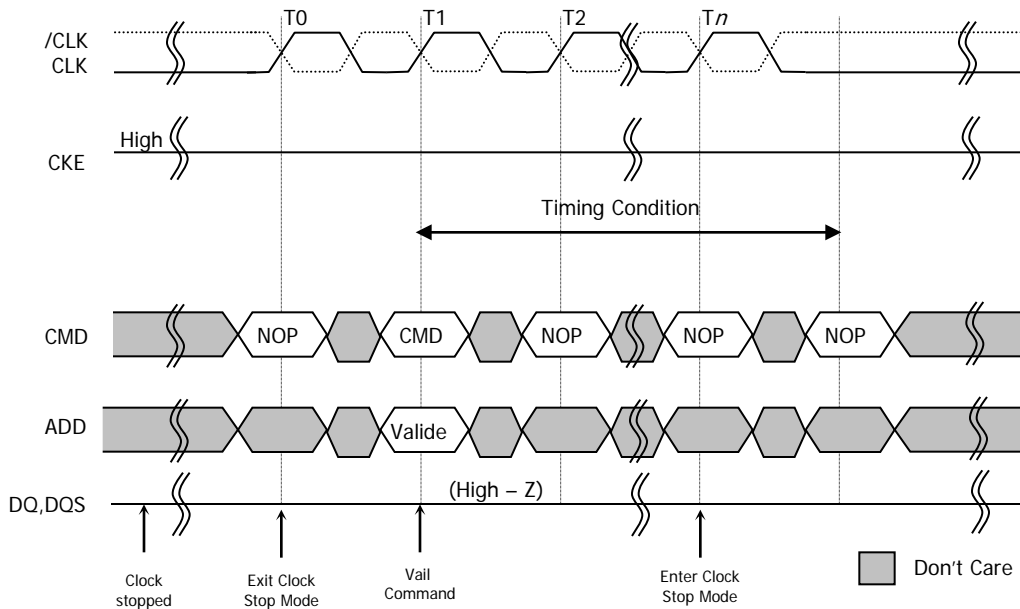 T0 T1 T2 Tn
/CLK
CLK
High
CKE
Timing Condition
CMD NOP CMD NOP NOP NOP
ADD Valide
(High – Z)
DQ,DQS
Clock
stopped
Exit Clock
Stop Mode
Vail
Command
Enter Clock
Stop Mode
Don't Care